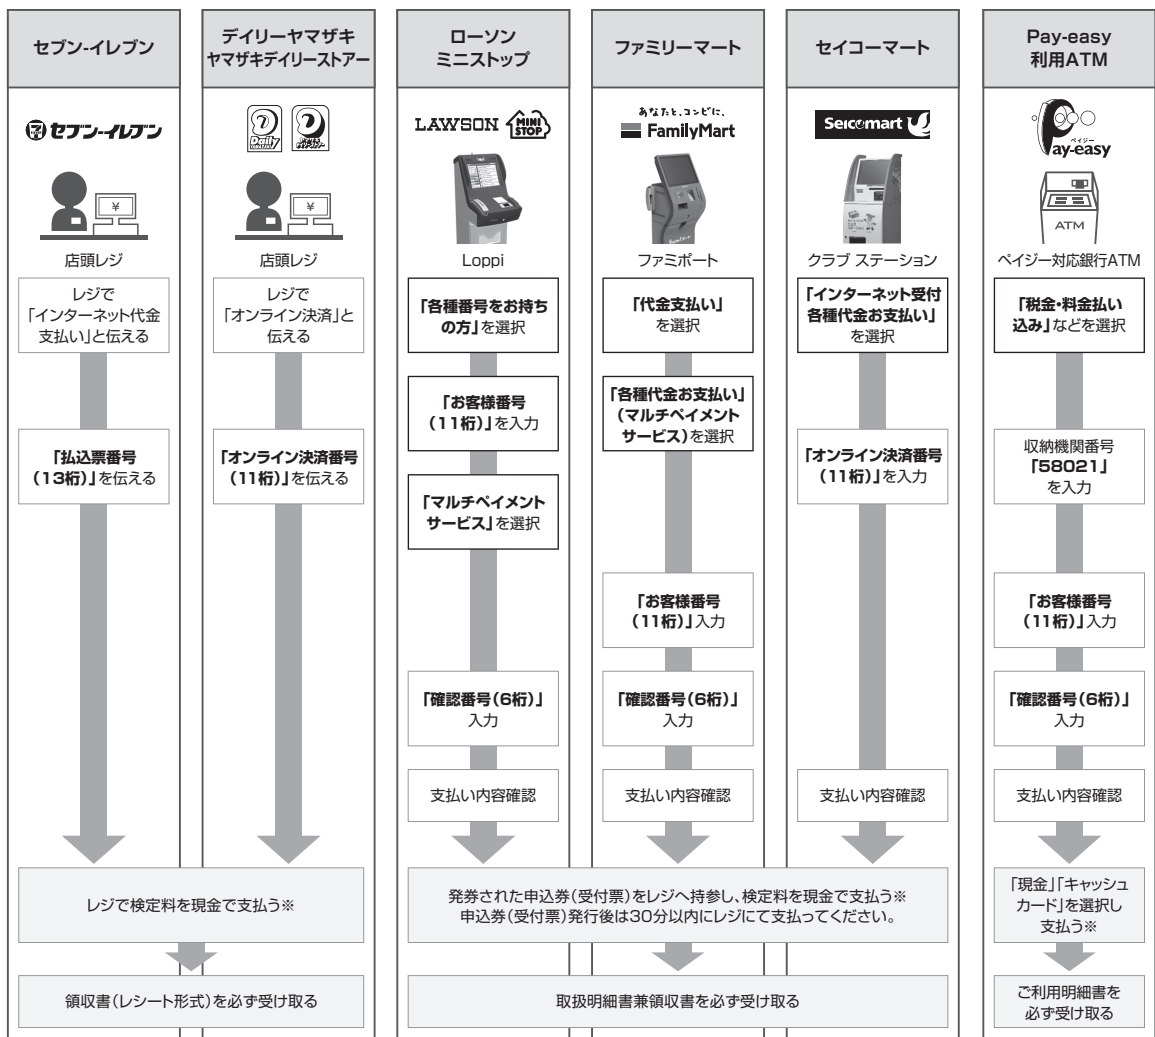 セブン-イレブン
デイリーヤマザキ
ヤマザキデイリーストアー
ローソン
ミニストップ
ファミリーマート
セイコーマート
Pay-easy
利用ATM
セブン-イレブン
Daily
LAWSON
MINI
STOP
あなたと、コンビに、
FamilyMart
Seicomart
ペイジー
Pay-easy
¥
¥
ATM
店頭レジ
店頭レジ
Loppi
ファミポート
クラブ ステーション
ペイジー対応銀行ATM
レジで
「インターネット代金
支払い」と伝える
レジで
「オンライン決済」と
伝える
「各種番号をお持ち
の方」を選択
「代金支払い」
を選択
「インターネット受付
各種代金お支払い」
を選択
「税金・料金払い
込み」などを選択
「お客様番号
(11桁)」を入力
「各種代金お支払い」
(マルチペイメント
サービス)を選択
「払込票番号
(13桁)」を伝える
「オンライン決済番号
(11桁)」を伝える
「マルチペイメント
サービス」を選択
「オンライン決済番号
(11桁)」を入力
収納機関番号
「58021」
を入力
「お客様番号
(11桁)」入力
「お客様番号
(11桁)」入力
「確認番号(6桁)」
入力
「確認番号(6桁)」
入力
「確認番号(6桁)」
入力
支払い内容確認
支払い内容確認
支払い内容確認
支払い内容確認
レジで検定料を現金で支払う※
発券された申込券(受付票)をレジへ持参し、検定料を現金で支払う※
申込券(受付票)発行後は30分以内にレジにて支払ってください。
「現金」「キャッシュ
カード」を選択し
支払う※
領収書(レシート形式)を必ず受け取る
取扱明細書兼領収書を必ず受け取る
ご利用明細書を
必ず受け取る